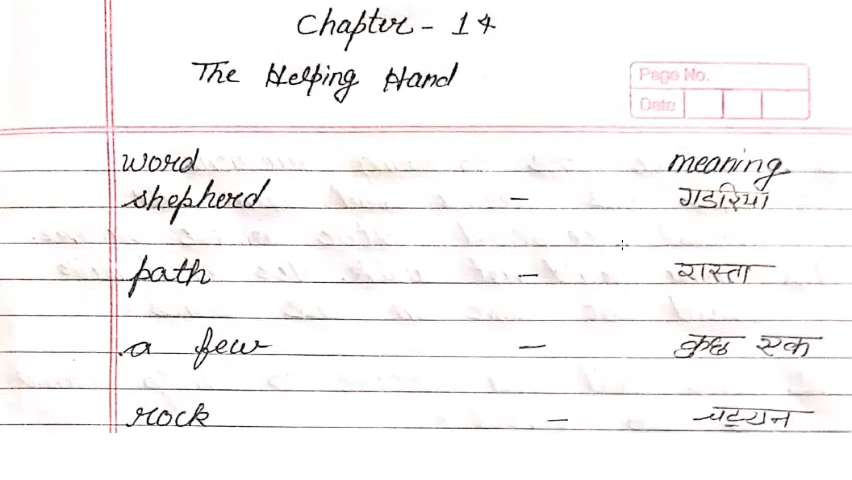 Chapter - 14
The Helping Hand
Page No.
Date
word meaning
shepherd - गडरिया
path - रास्ता
a few - कुछ एक
rock - चट्टान